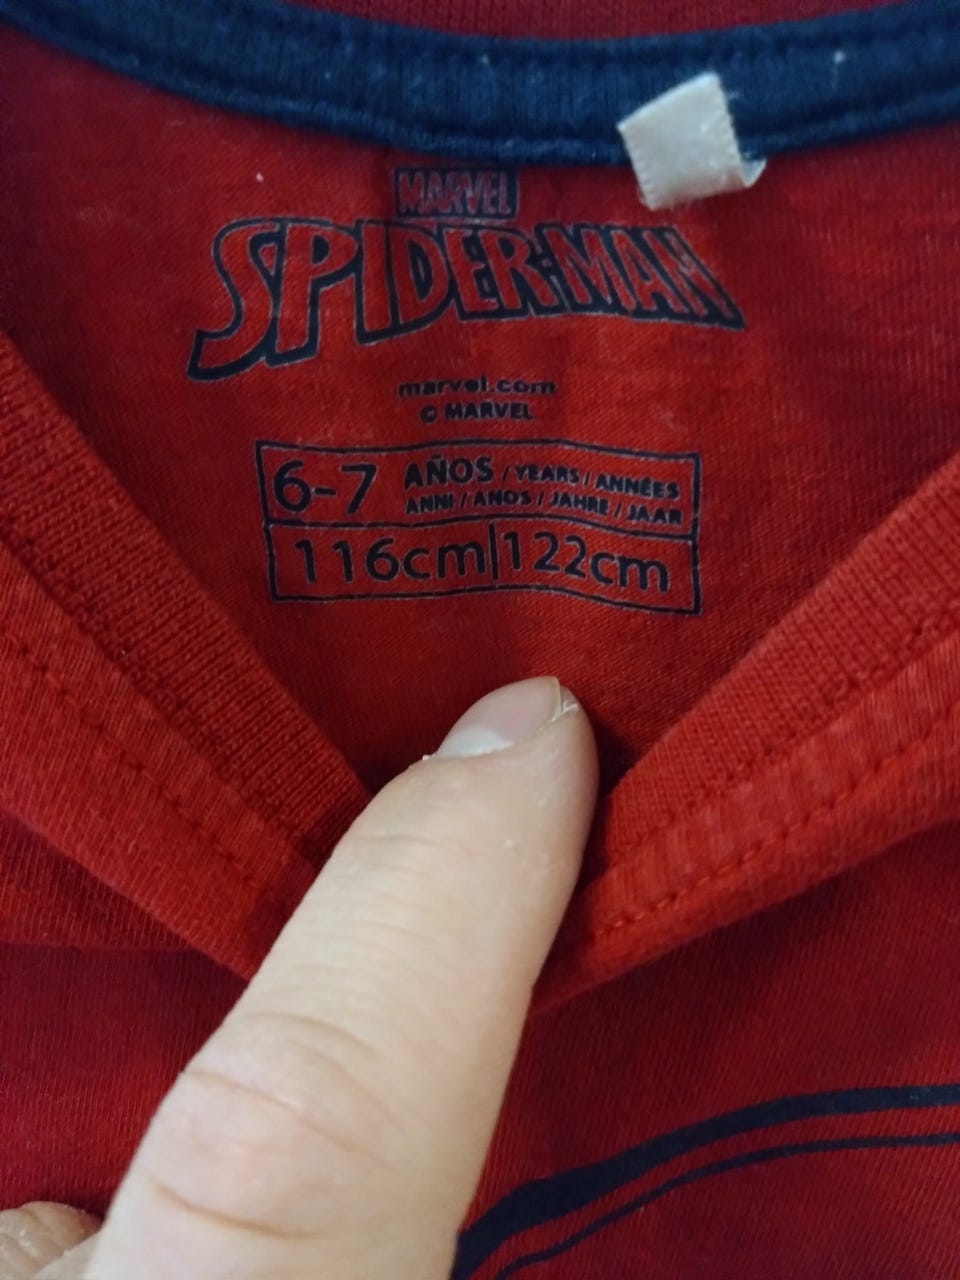 MARVEL
SPIDER-MAN
marvel.com
© MARVEL
6-7 AÑOS / YEARS / ANNÉES
ANNI / ANOS / JAHRE / JAAR
116cm|122cm